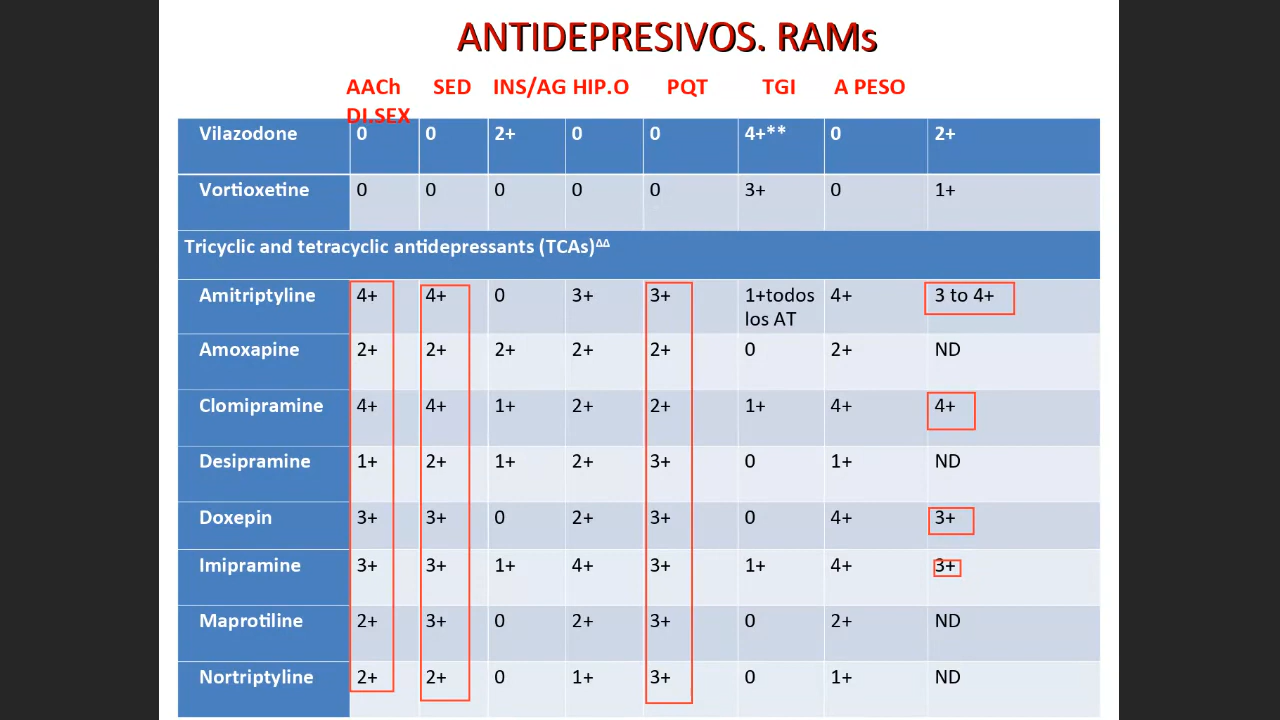 ANTIDEPRESIVOS. RAMs
AACh SED INS/AG HIP.O PQT TGI A PESO
DI.SEX
Vilazodone 0 0 2+ 0 0 4+** 0 2+
Vortioxetine 0 0 0 0 0 3+ 0 1+
Tricyclic and tetracyclic antidepressants (TCAs)ΔΔ
Amitriptyline 4+ 4+ 0 3+ 3+ 1+todos 4+ 3 to 4+
los AT
Amoxapine 2+ 2+ 2+ 2+ 2+ 0 2+ ND
Clomipramine 4+ 4+ 1+ 2+ 2+ 1+ 4+ 4+
Desipramine 1+ 2+ 1+ 2+ 3+ 0 1+ ND
Doxepin 3+ 3+ 0 2+ 3+ 0 4+ 3+
Imipramine 3+ 3+ 1+ 4+ 3+ 1+ 4+ 3+
Maprotiline 2+ 3+ 0 2+ 3+ 0 2+ ND
Nortriptyline 2+ 2+ 0 1+ 3+ 0 1+ ND